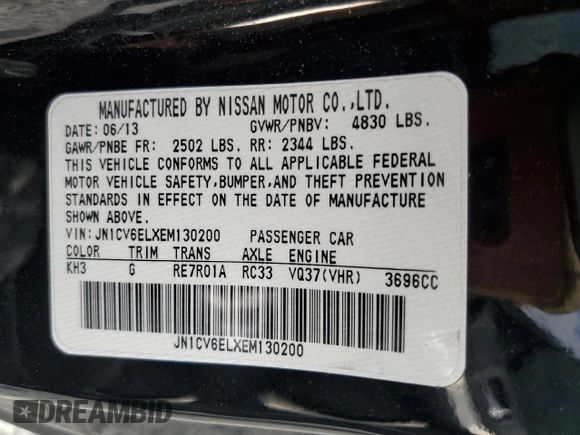 MANUFACTURED BY NISSAN MOTOR CO.,LTD.
DATE: 06/13 GVWR/PNBV: 4830 LBS.
GAWR/PNBE FR: 2502 LBS. RR: 2344 LBS.
THIS VEHICLE CONFORMS TO ALL APPLICABLE FEDERAL
MOTOR VEHICLE SAFETY,BUMPER,AND THEFT PREVENTION
STANDARDS IN EFFECT ON THE DATE OF MANUFACTURE
SHOWN ABOVE.
VIN: JN1CV6ELXEM130200 PASSENGER CAR
COLOR TRIM TRANS AXLE ENGINE
KH3 G RE7R01A RC33 VQ37(VHR) 3696CC
JN1CV6ELXEM130200
DREAMBID